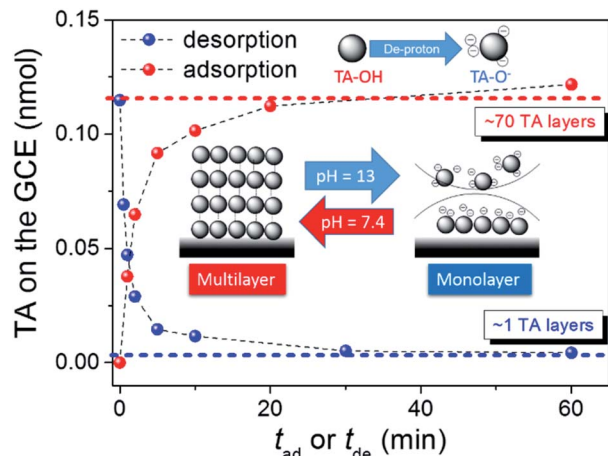 TA on the GCE (nmol)
0.15
0.10
0.05
0.00
desorption
adsorption
De-proton
TA-OH
TA-O⁻
~70 TA layers
pH = 13
pH = 7.4
Multilayer
Monolayer
~1 TA layers
0 20 40 60
t_ad or t_de (min)